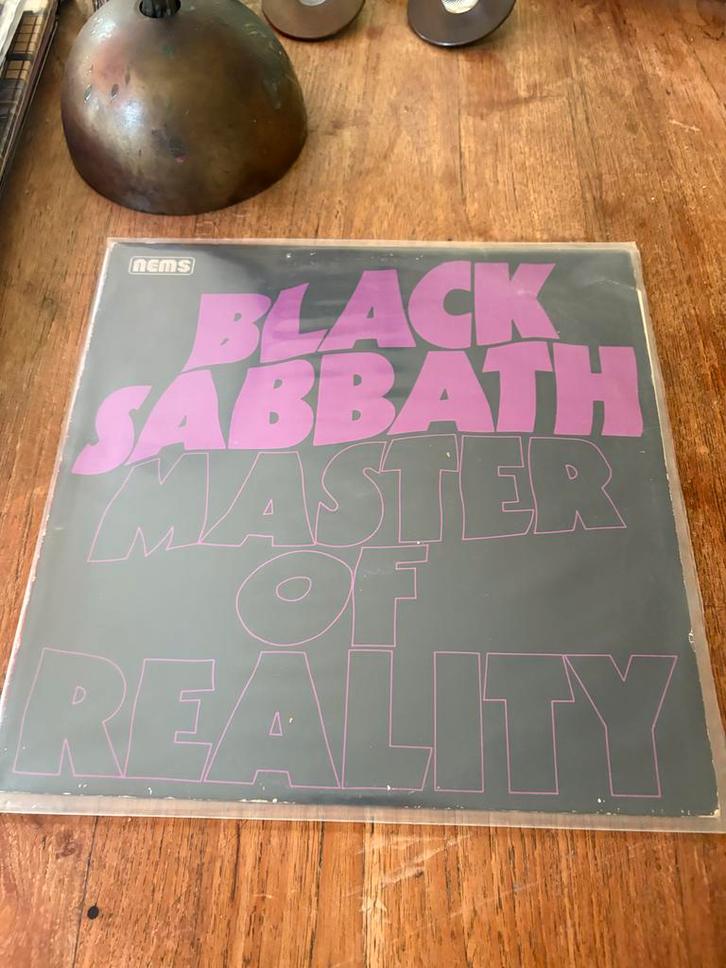 nems
BLACK
SABBATH
MASTER
OF
REALITY